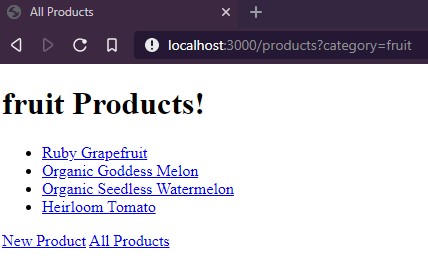 All Products
localhost:3000/products?category=fruit
fruit Products!
Ruby Grapefruit
Organic Goddess Melon
Organic Seedless Watermelon
Heirloom Tomato
New Product All Products